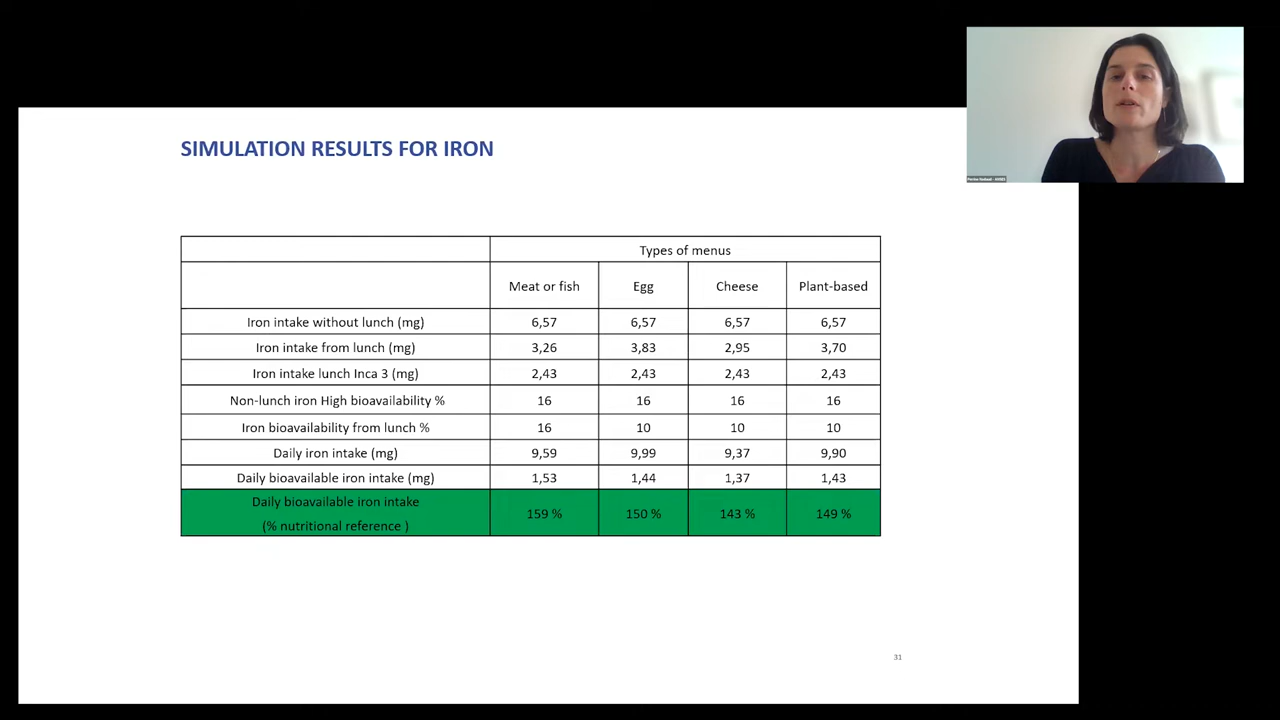 SIMULATION RESULTS FOR IRON
Types of menus
Meat or fish Egg Cheese Plant-based
Iron intake without lunch (mg) 6,57 6,57 6,57 6,57
Iron intake from lunch (mg) 3,26 3,83 2,95 3,70
Iron intake lunch Inca 3 (mg) 2,43 2,43 2,43 2,43
Non-lunch iron High bioavailability % 16 16 16 16
Iron bioavailability from lunch % 16 10 10 10
Daily iron intake (mg) 9,59 9,99 9,37 9,90
Daily bioavailable iron intake (mg) 1,53 1,44 1,37 1,43
Daily bioavailable iron intake
(% nutritional reference ) 159 % 150 % 143 % 149 %
31